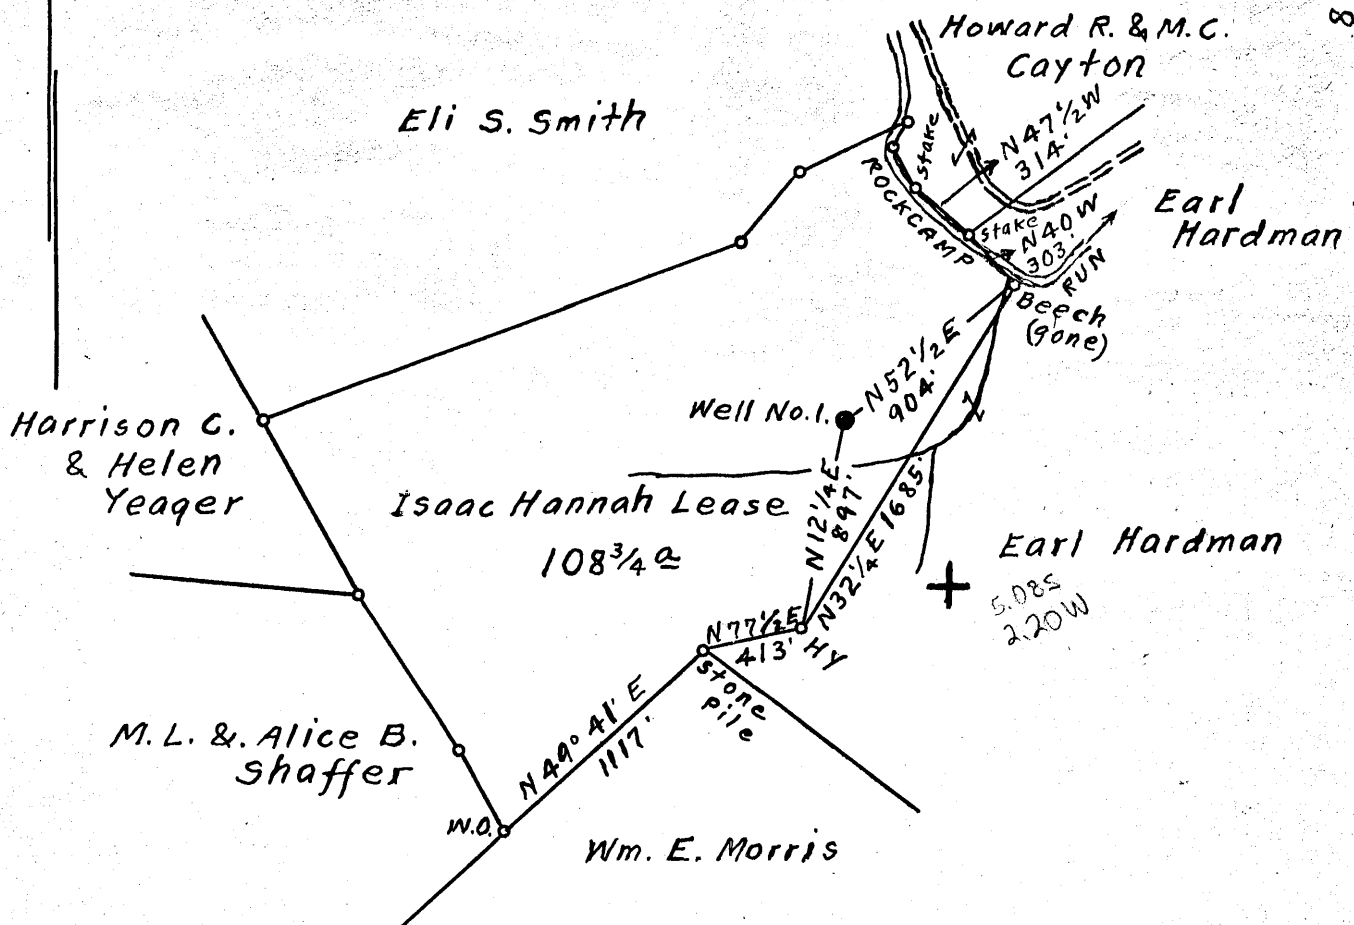 8
Howard R. & M.C.
Cayton
Eli S. Smith
stake
N47½W
314'
ROCKCAMP
RUN
stake
N40W
303'
Earl
Hardman
Beech
(gone)
N52½E
904'
Well No.1.
Harrison C.
& Helen
Yeager
Isaac Hannah Lease
108¾ a
N12¼E
897'
N32¼E 1685'
Earl Hardman
5.08S
2.20W
N77½E
413'
HY
stone
pile
N49° 41' E
1117'
M.L. &. Alice B.
Shaffer
W.O.
Wm. E. Morris